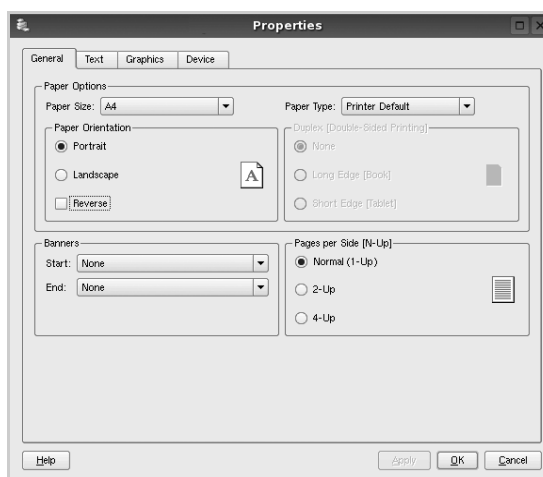 Properties
General Text Graphics Device
Paper Options
Paper Size: A4 Paper Type: Printer Default
Paper Orientation
Portrait
Landscape
Reverse
A
Duplex [Double-Sided Printing]
None
Long Edge [Book]
Short Edge [Tablet]
Banners
Start: None
End: None
Pages per Side [N-Up]
Normal (1-Up)
2-Up
4-Up
Help Apply OK Cancel